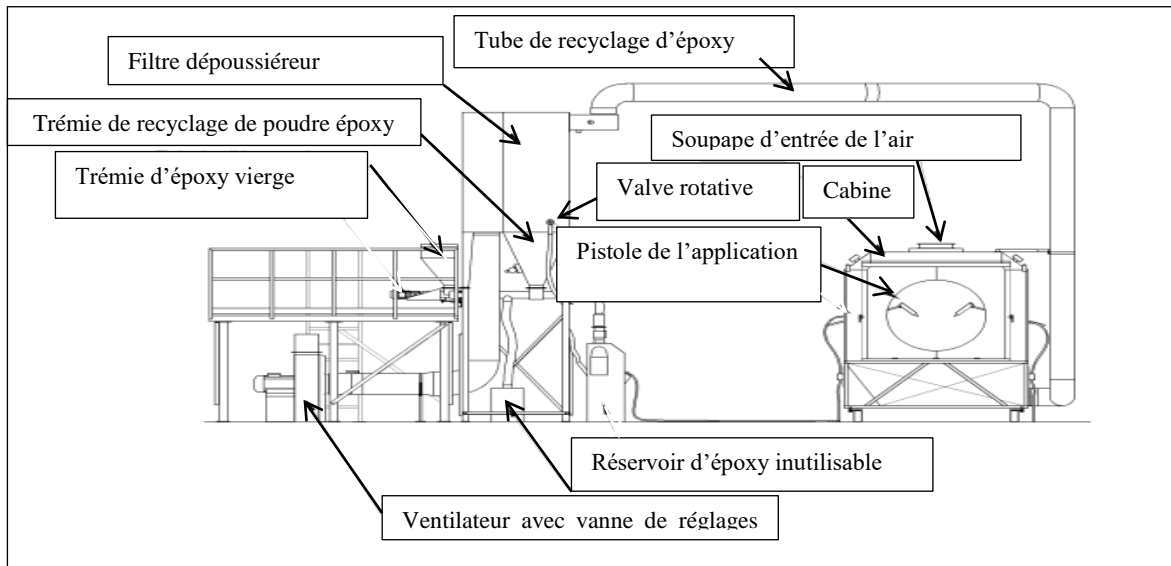 Tube de recyclage d’époxy
Filtre dépoussiéreur
Trémie de recyclage de poudre époxy
Soupape d’entrée de l’air
Trémie d’époxy vierge
Valve rotative
Cabine
Pistole de l’application
Réservoir d’époxy inutilisable
Ventilateur avec vanne de réglages